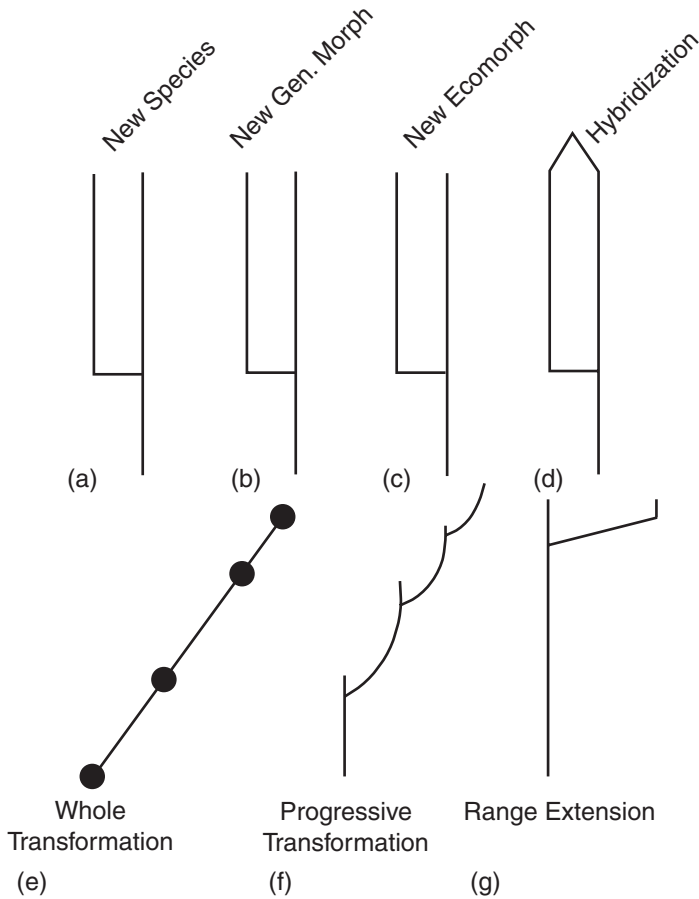 New Species
New Gen. Morph
New Ecomorph
Hybridization
(a)
(b)
(c)
(d)
Whole
Transformation
Progressive
Transformation
Range Extension
(e)
(f)
(g)